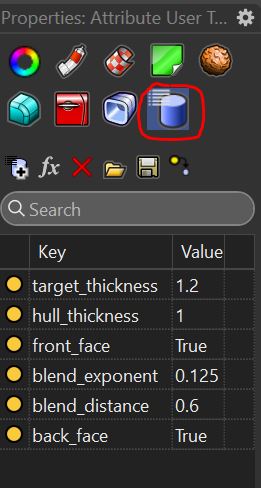 Properties: Attribute User T...
fx
Search
Key Value
target_thickness 1.2
hull_thickness 1
front_face True
blend_exponent 0.125
blend_distance 0.6
back_face True